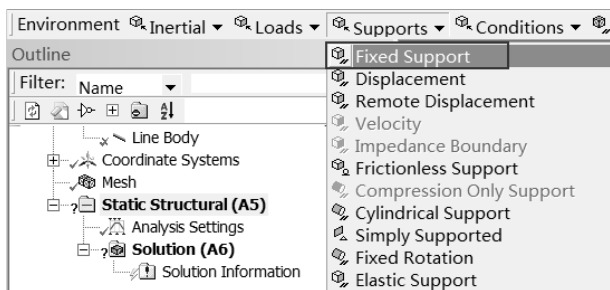 Environment Inertial Loads Supports Conditions
Outline
Filter: Name
Line Body
Coordinate Systems
Mesh
Static Structural (A5)
Analysis Settings
Solution (A6)
Solution Information
Fixed Support
Displacement
Remote Displacement
Velocity
Impedance Boundary
Frictionless Support
Compression Only Support
Cylindrical Support
Simply Supported
Fixed Rotation
Elastic Support